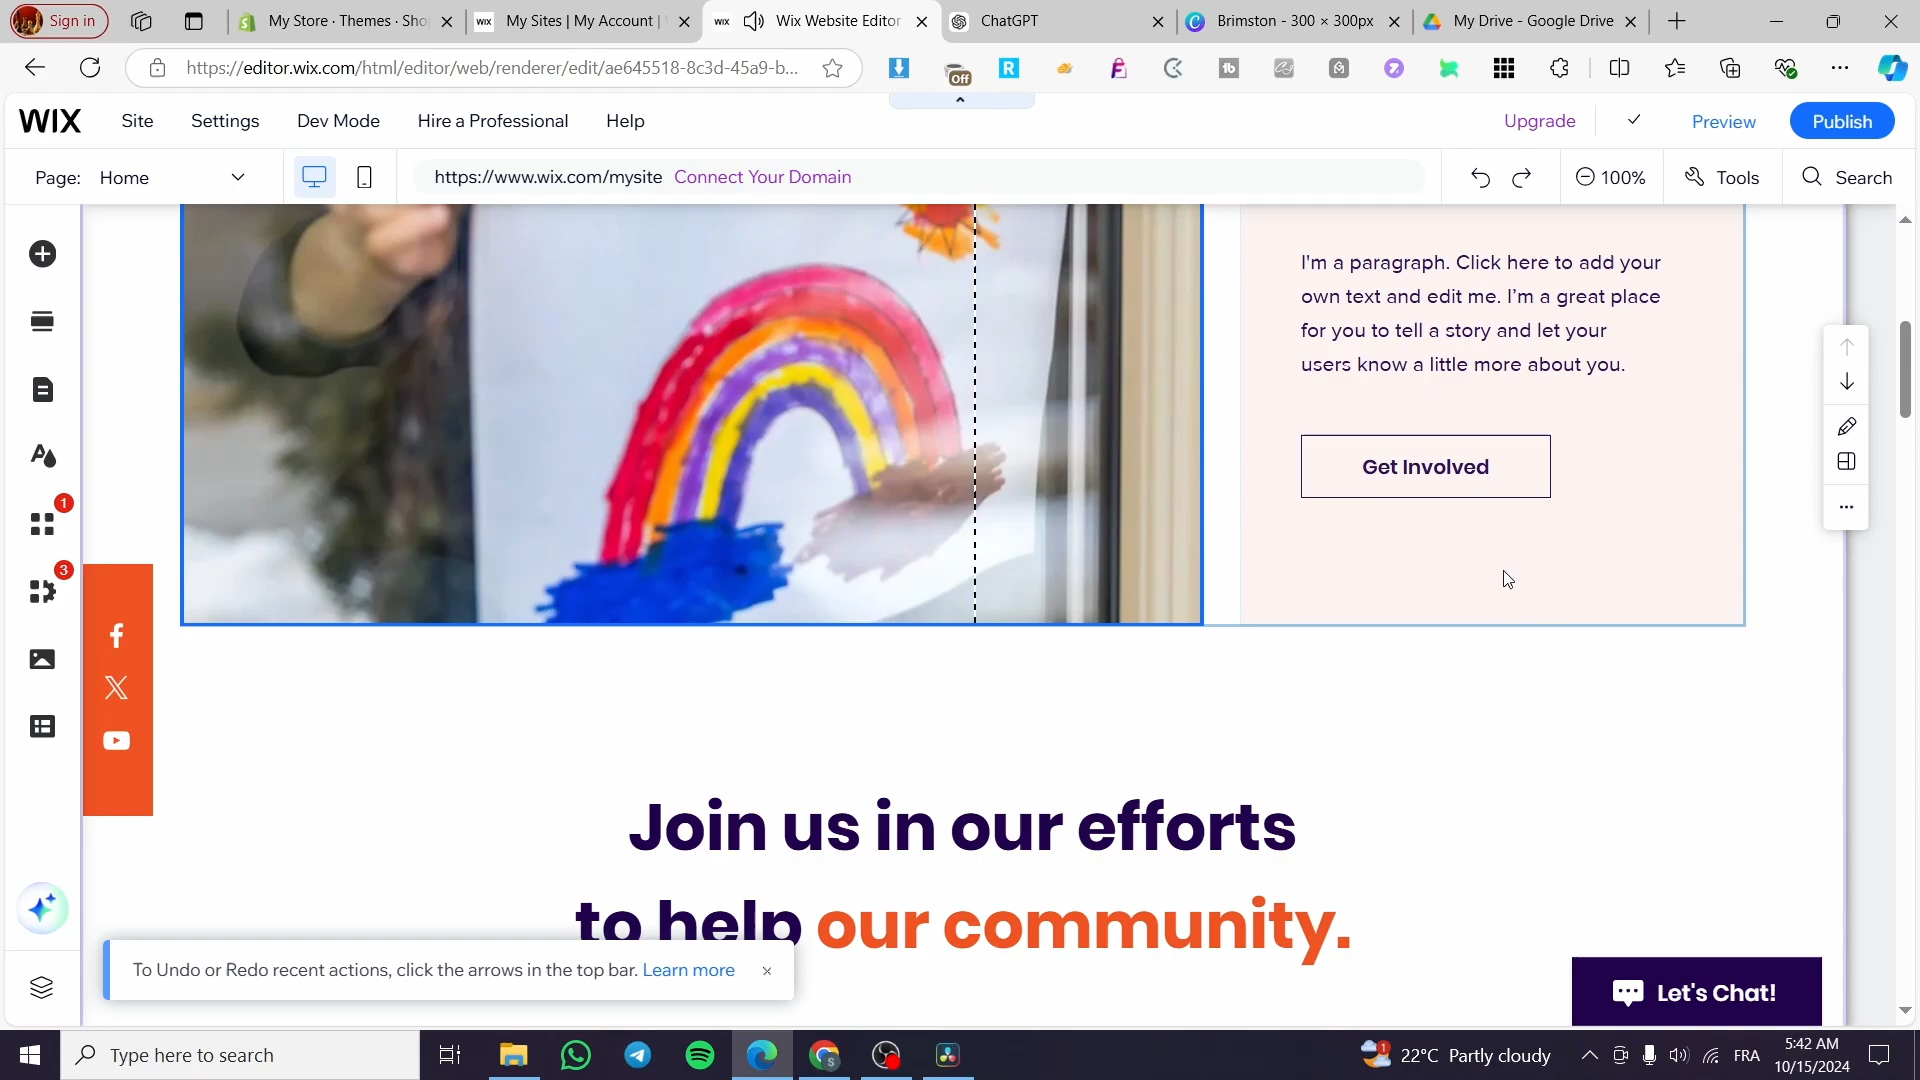 Sign in
My Store · Themes · Sho
WIX My Sites | My Account |
WIX Wix Website Editor
ChatGPT
Brimston - 300 × 300px
My Drive - Google Drive
https://editor.wix.com/html/editor/web/renderer/edit/ae645518-8c3d-45a9-b...
Off
WIX
Site
Settings
Dev Mode
Hire a Professional
Help
Upgrade
Preview
Publish
Page: Home
https://www.wix.com/mysite Connect Your Domain
100%
Tools
Search
I'm a paragraph. Click here to add your
own text and edit me. I'm a great place
for you to tell a story and let your
users know a little more about you.
Get Involved
1
3
Join us in our efforts
to help our community.
To Undo or Redo recent actions, click the arrows in the top bar. Learn more
Let's Chat!
Type here to search
22°C Partly cloudy
FRA
5:42 AM
10/15/2024